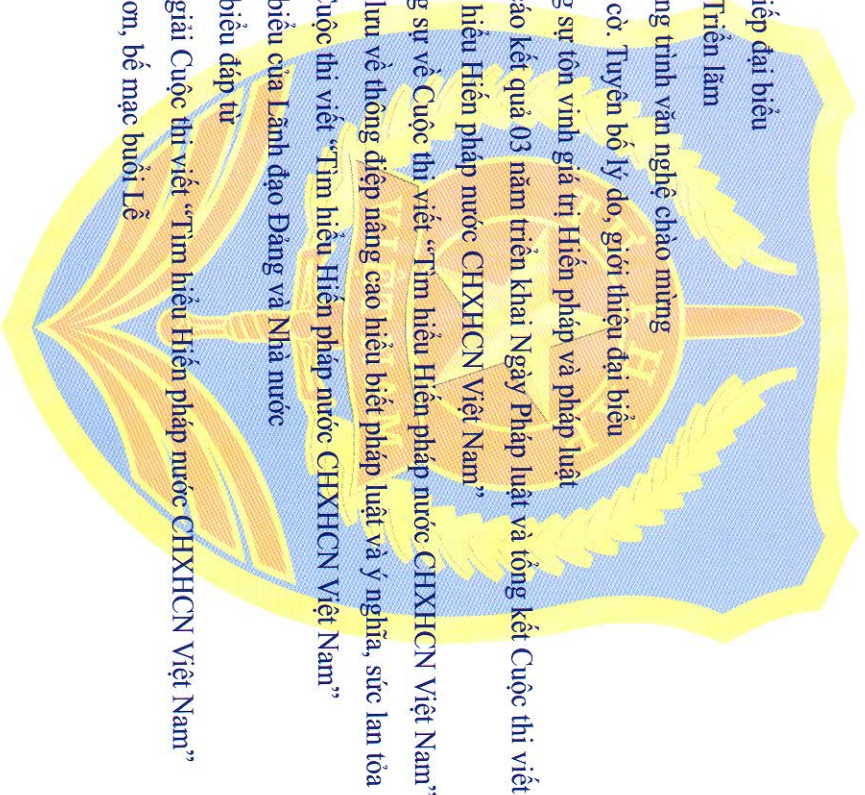 iếp đại biểu
Triển lãm
ng trình văn nghệ chào mừng
cờ. Tuyên bố lý do, giới thiệu đại biểu
g sự tôn vinh giá trị Hiến pháp và pháp luật
áo kết quả 03 năm triển khai Ngày Pháp luật và tổng kết Cuộc thi viết
hiểu Hiến pháp nước CHXHCN Việt Nam”
g sự về Cuộc thi viết “Tìm hiểu Hiến pháp nước CHXHCN Việt Nam”
lưu về thông điệp nâng cao hiểu biết pháp luật và ý nghĩa, sức lan tỏa
Cuộc thi viết “Tìm hiểu Hiến pháp nước CHXHCN Việt Nam”
biểu của Lãnh đạo Đảng và Nhà nước
biểu đáp từ
giải Cuộc thi viết “Tìm hiểu Hiến pháp nước CHXHCN Việt Nam”
ơn, bế mạc buổi Lễ
VIỆT NAM